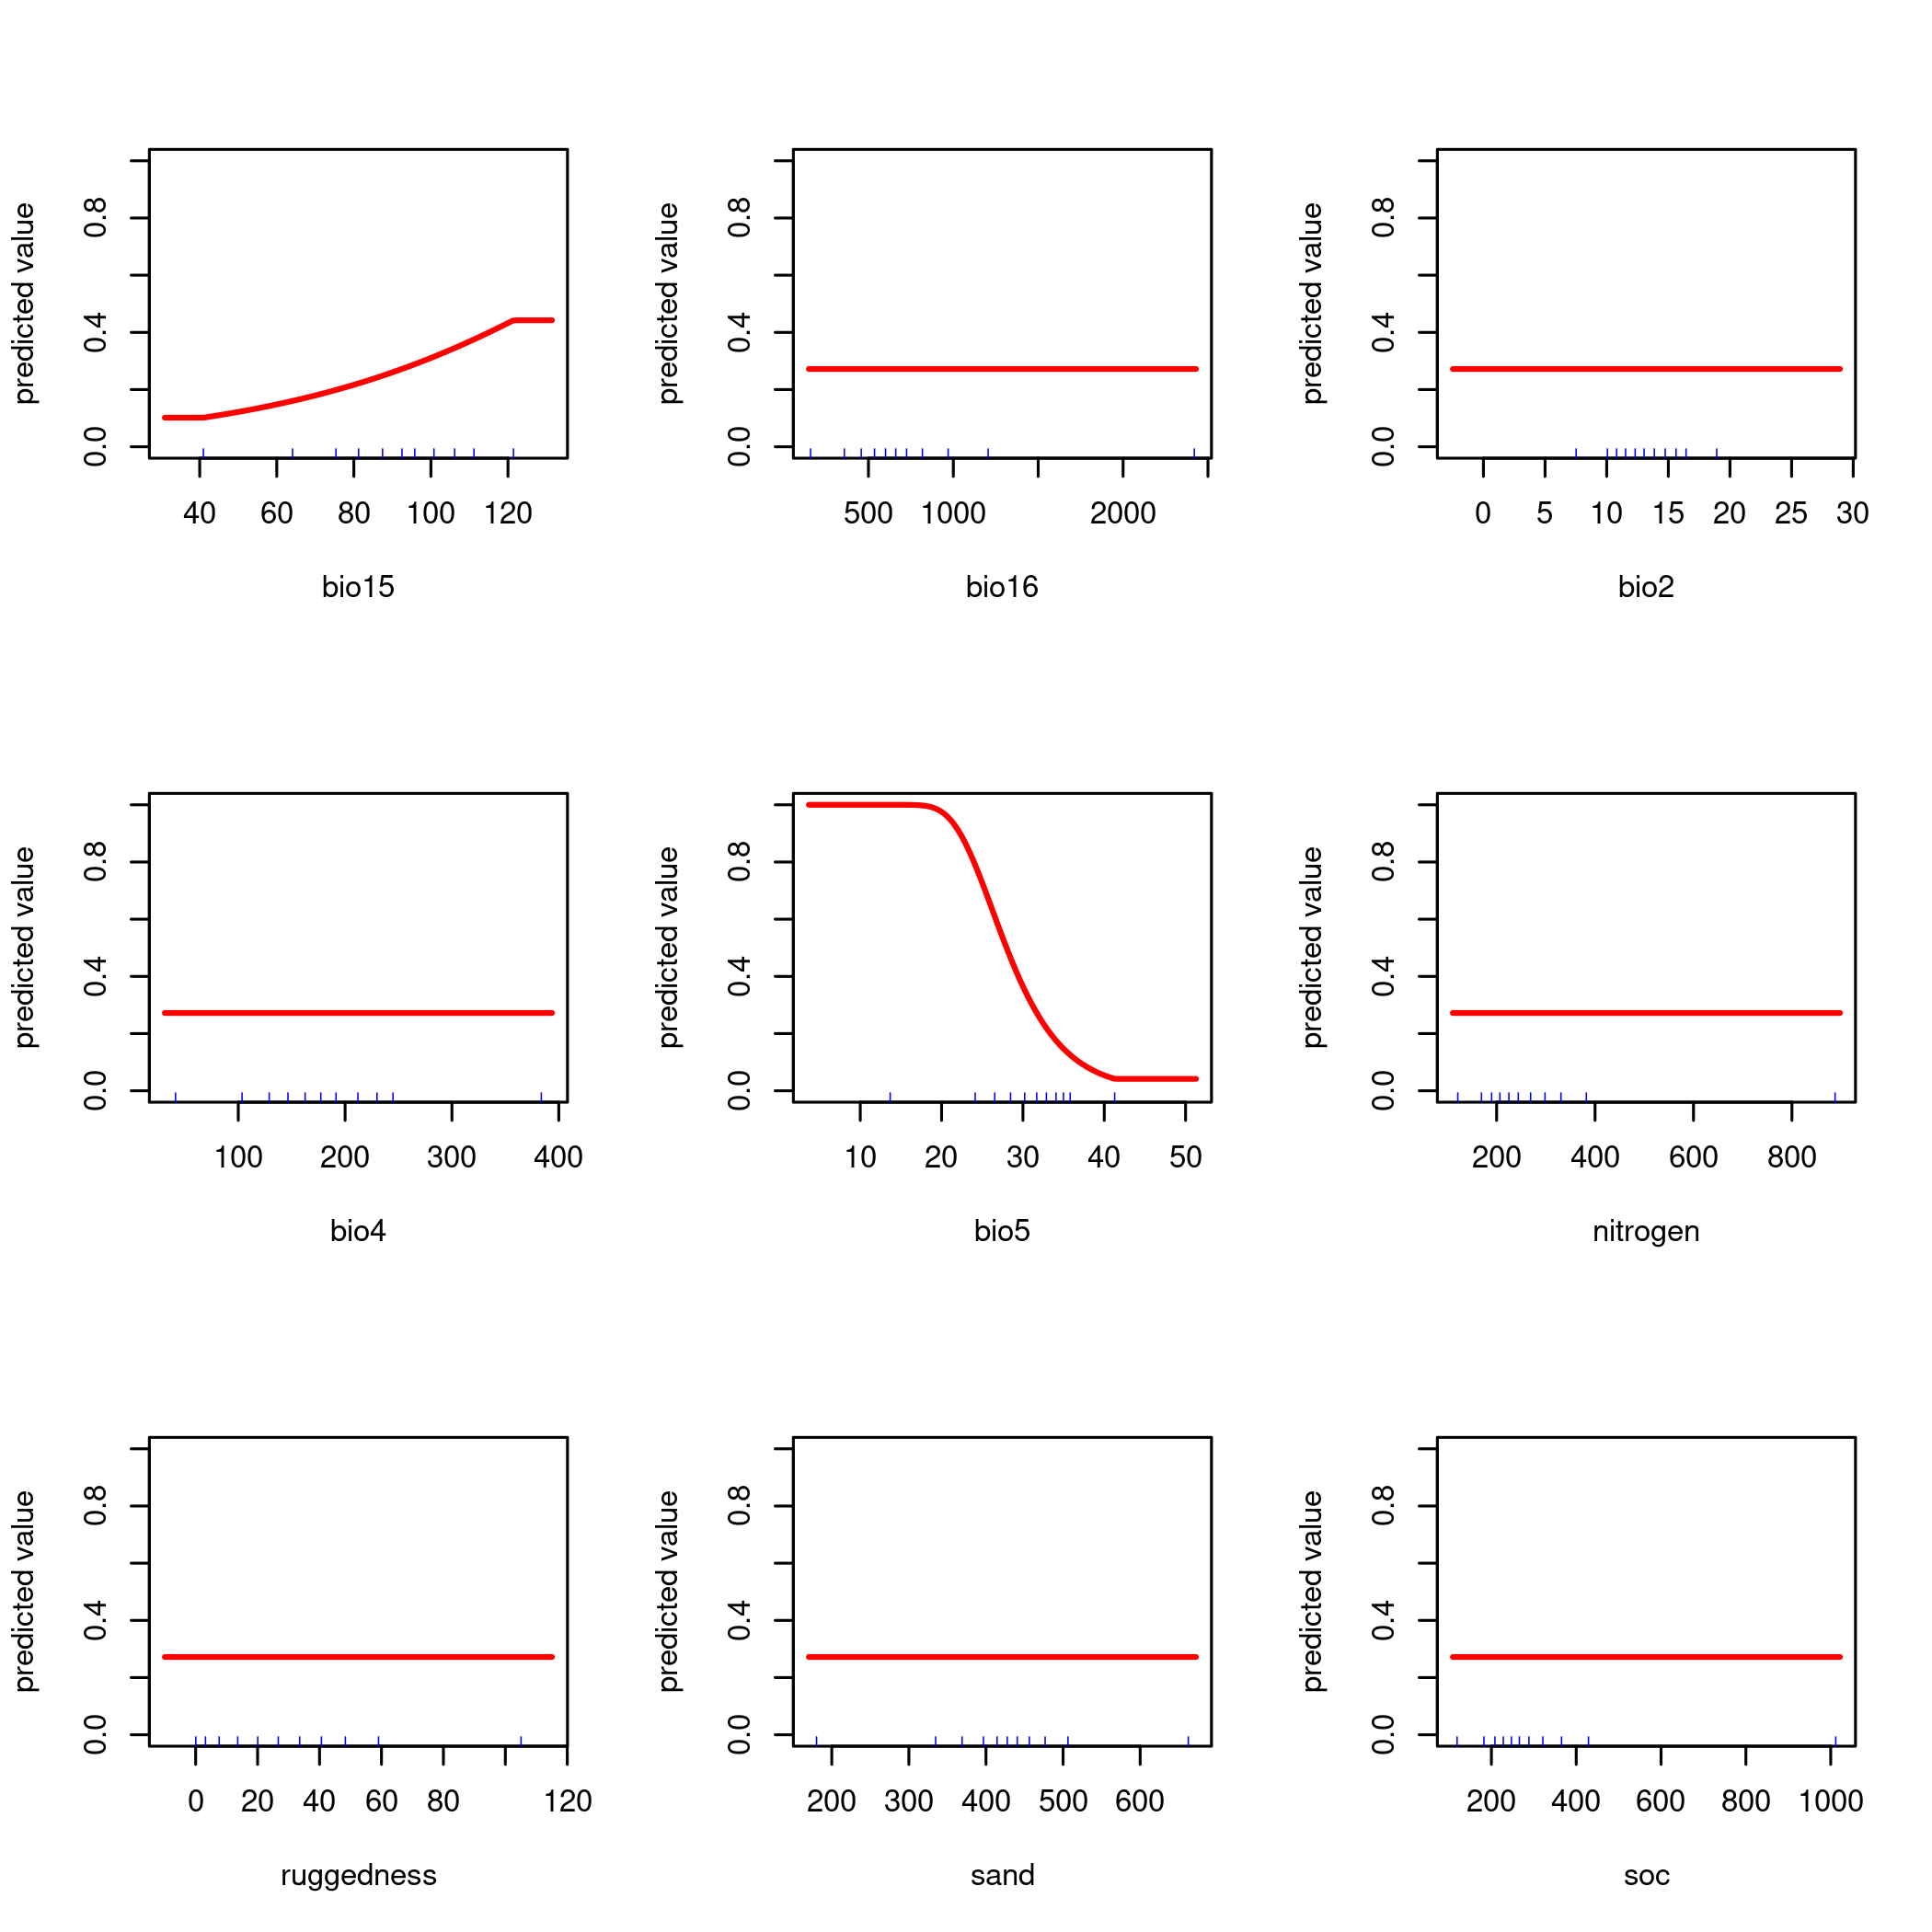 predicted value
0.0 0.4 0.8
40 60 80 100 120
bio15
predicted value
0.0 0.4 0.8
500 1000 2000
bio16
predicted value
0.0 0.4 0.8
0 5 10 15 20 25 30
bio2
predicted value
0.0 0.4 0.8
100 200 300 400
bio4
predicted value
0.0 0.4 0.8
10 20 30 40 50
bio5
predicted value
0.0 0.4 0.8
200 400 600 800
nitrogen
predicted value
0.0 0.4 0.8
0 20 40 60 80 120
ruggedness
predicted value
0.0 0.4 0.8
200 300 400 500 600
sand
predicted value
0.0 0.4 0.8
200 400 600 800 1000
soc